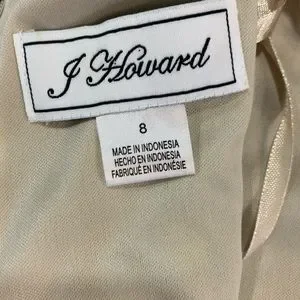 J Howard
8
MADE IN INDONESIA
HECHO EN INDONESIA
FABRIQUÉ EN INDONÉSIE